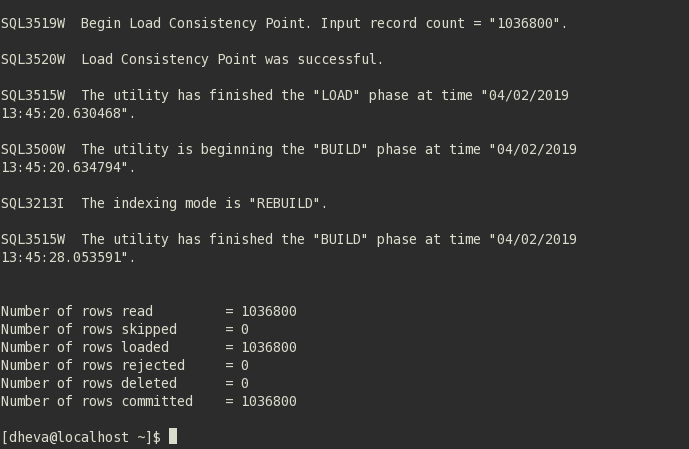 SQL3519W  Begin Load Consistency Point. Input record count = "1036800".
SQL3520W  Load Consistency Point was successful.
SQL3515W  The utility has finished the "LOAD" phase at time "04/02/2019
13:45:20.630468".
SQL3500W  The utility is beginning the "BUILD" phase at time "04/02/2019
13:45:20.634794".
SQL3213I  The indexing mode is "REBUILD".
SQL3515W  The utility has finished the "BUILD" phase at time "04/02/2019
13:45:28.053591".
Number of rows read         = 1036800
Number of rows skipped      = 0
Number of rows loaded       = 1036800
Number of rows rejected     = 0
Number of rows deleted      = 0
Number of rows committed    = 1036800
[dheva@localhost ~]$